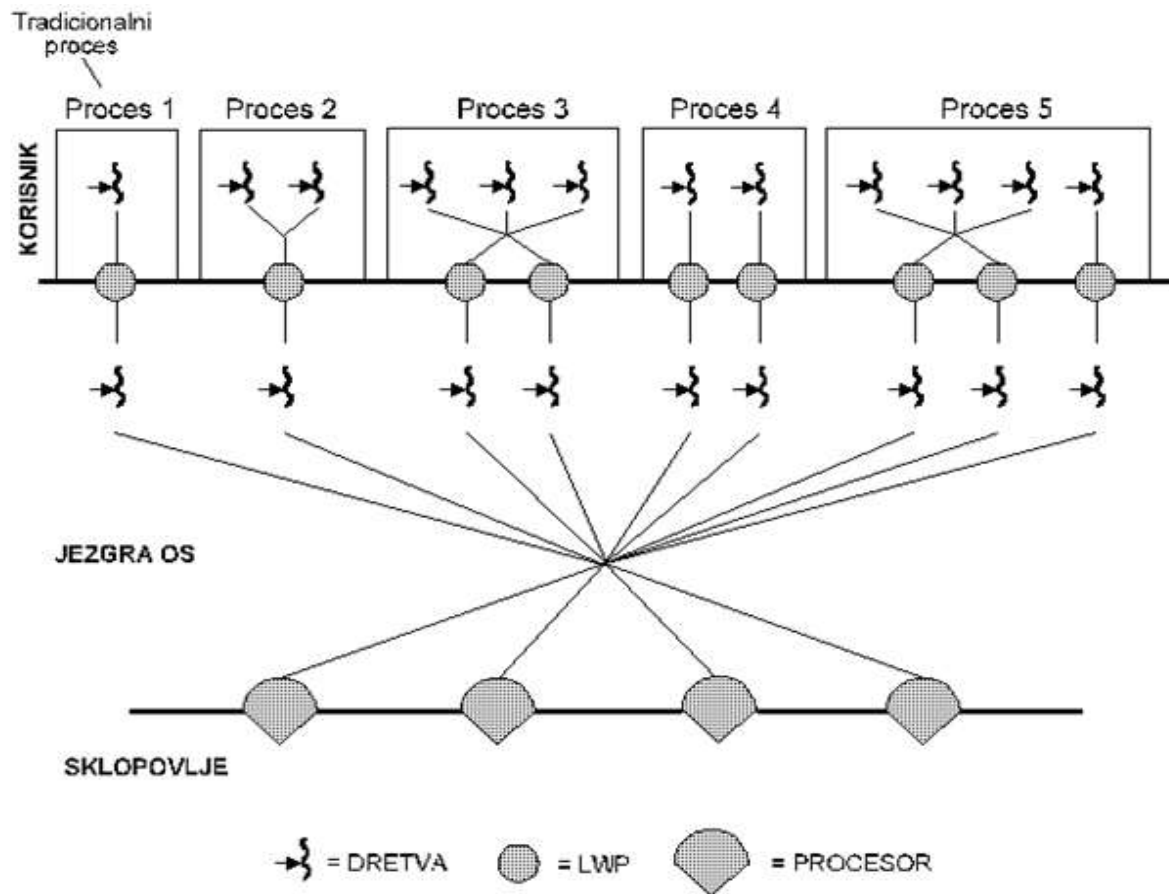 Tradicionalni
proces
Proces 1
Proces 2
Proces 3
Proces 4
Proces 5
KORISNIK
JEZGRA OS
SKLOPOVLJE
= DRETVA
= LWP
= PROCESOR